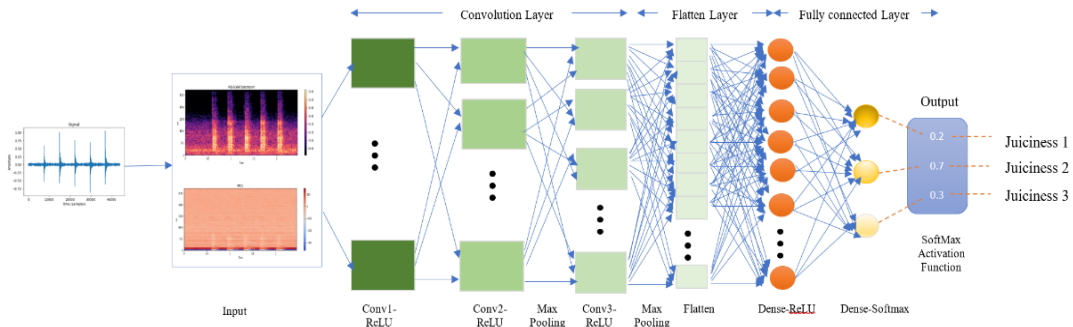 Convolution Layer
Flatten Layer
Fully connected Layer
Signal
Time (samples)
Output
0.2
0.7
0.3
Juiciness 1
Juiciness 2
Juiciness 3
SoftMax
Activation
Function
Input
Conv1-
ReLU
Conv2-
ReLU
Max
Pooling
Conv3-
ReLU
Max
Pooling
Flatten
Dense-ReLU
Dense-Softmax